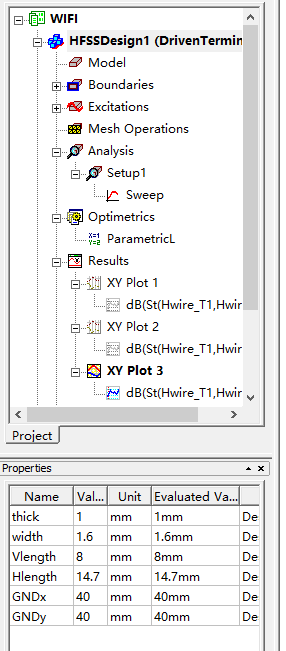 WIFI
HFSSDesign1 (DrivenTermin
Model
Boundaries
Excitations
Mesh Operations
Analysis
Setup1
Sweep
Optimetrics
X=1
Y=2
ParametricL
Results
XY Plot 1
dB(St(Hwire_T1,Hwir
XY Plot 2
dB(St(Hwire_T1,Hwir
XY Plot 3
dB(St(Hwire_T1,Hwir
Project
Properties
Name Val... Unit Evaluated Va...
thick 1 mm 1mm De
width 1.6 mm 1.6mm De
Vlength 8 mm 8mm De
Hlength 14.7 mm 14.7mm De
GNDx 40 mm 40mm De
GNDy 40 mm 40mm De